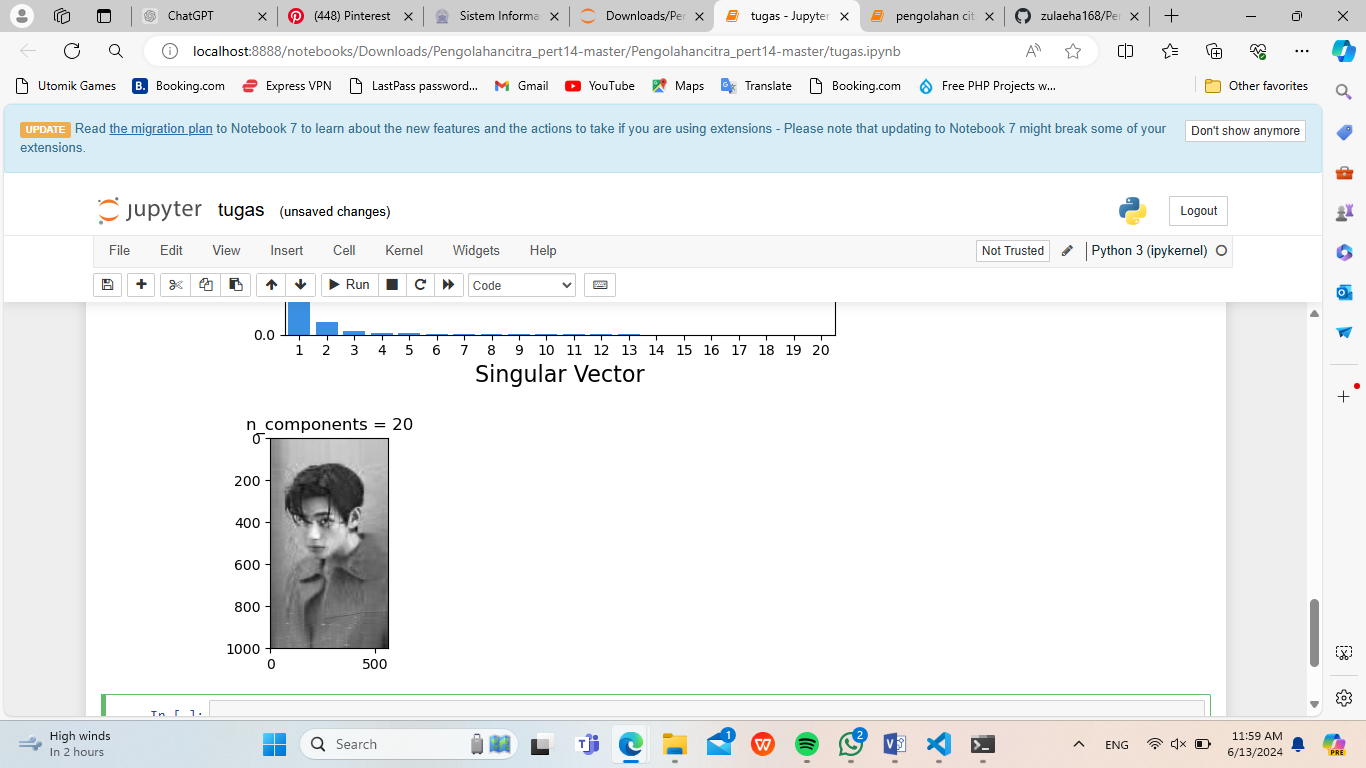 ChatGPT
(448) Pinterest
Sistem Informas
Downloads/Per
tugas - Jupyter
pengolahan cit
zulaeha168/Pe
localhost:8888/notebooks/Downloads/Pengolahancitra_pert14-master/Pengolahancitra_pert14-master/tugas.ipynb
Utomik Games
Booking.com
Express VPN
LastPass password...
Gmail
YouTube
Maps
Translate
Booking.com
Free PHP Projects w...
Other favorites
UPDATE Read the migration plan to Notebook 7 to learn about the new features and the actions to take if you are using extensions - Please note that updating to Notebook 7 might break some of your
extensions.
Don't show anymore
jupyter tugas (unsaved changes)
Logout
File Edit View Insert Cell Kernel Widgets Help
Not Trusted
Python 3 (ipykernel)
Run
Code
0.0
1 2 3 4 5 6 7 8 9 10 11 12 13 14 15 16 17 18 19 20
Singular Vector
n_components = 20
0
200
400
600
800
1000
0 500
In [ ]:
High winds
In 2 hours
Search
1
2
ENG
11:59 AM
6/13/2024
PRE